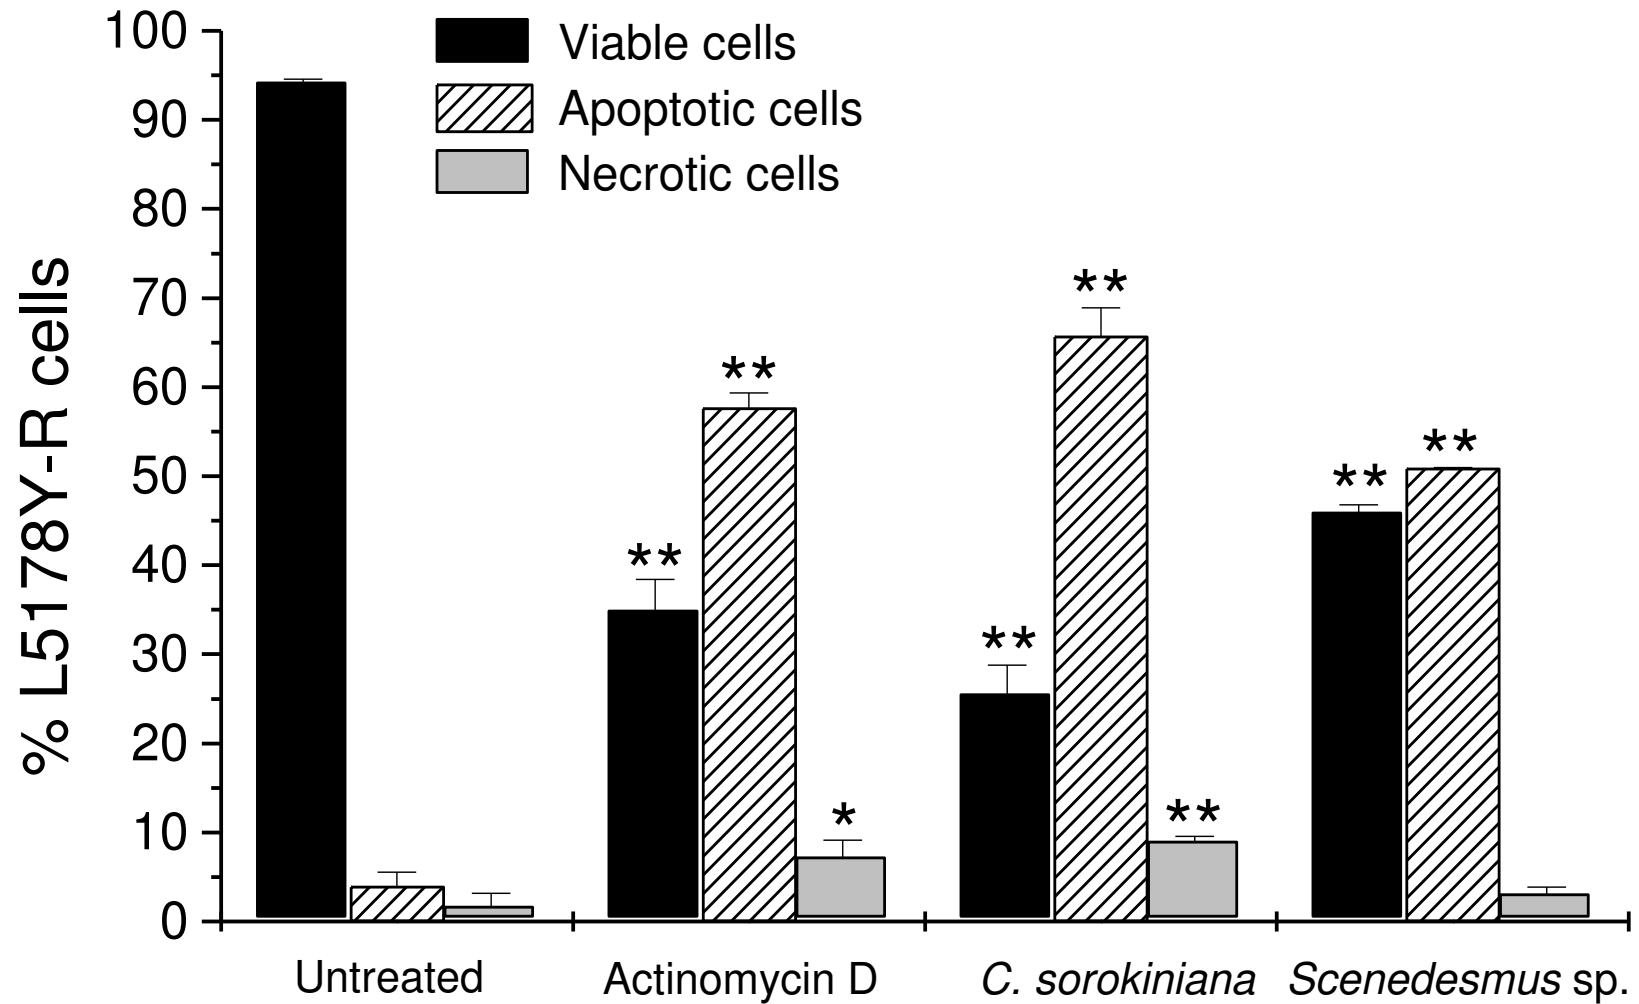 % L5178Y-R cells
100
90
80
70
60
50
40
30
20
10
0
Viable cells
Apoptotic cells
Necrotic cells
**
**
*
**
**
**
**
**
Untreated
Actinomycin D
C. sorokiniana
Scenedesmus sp.